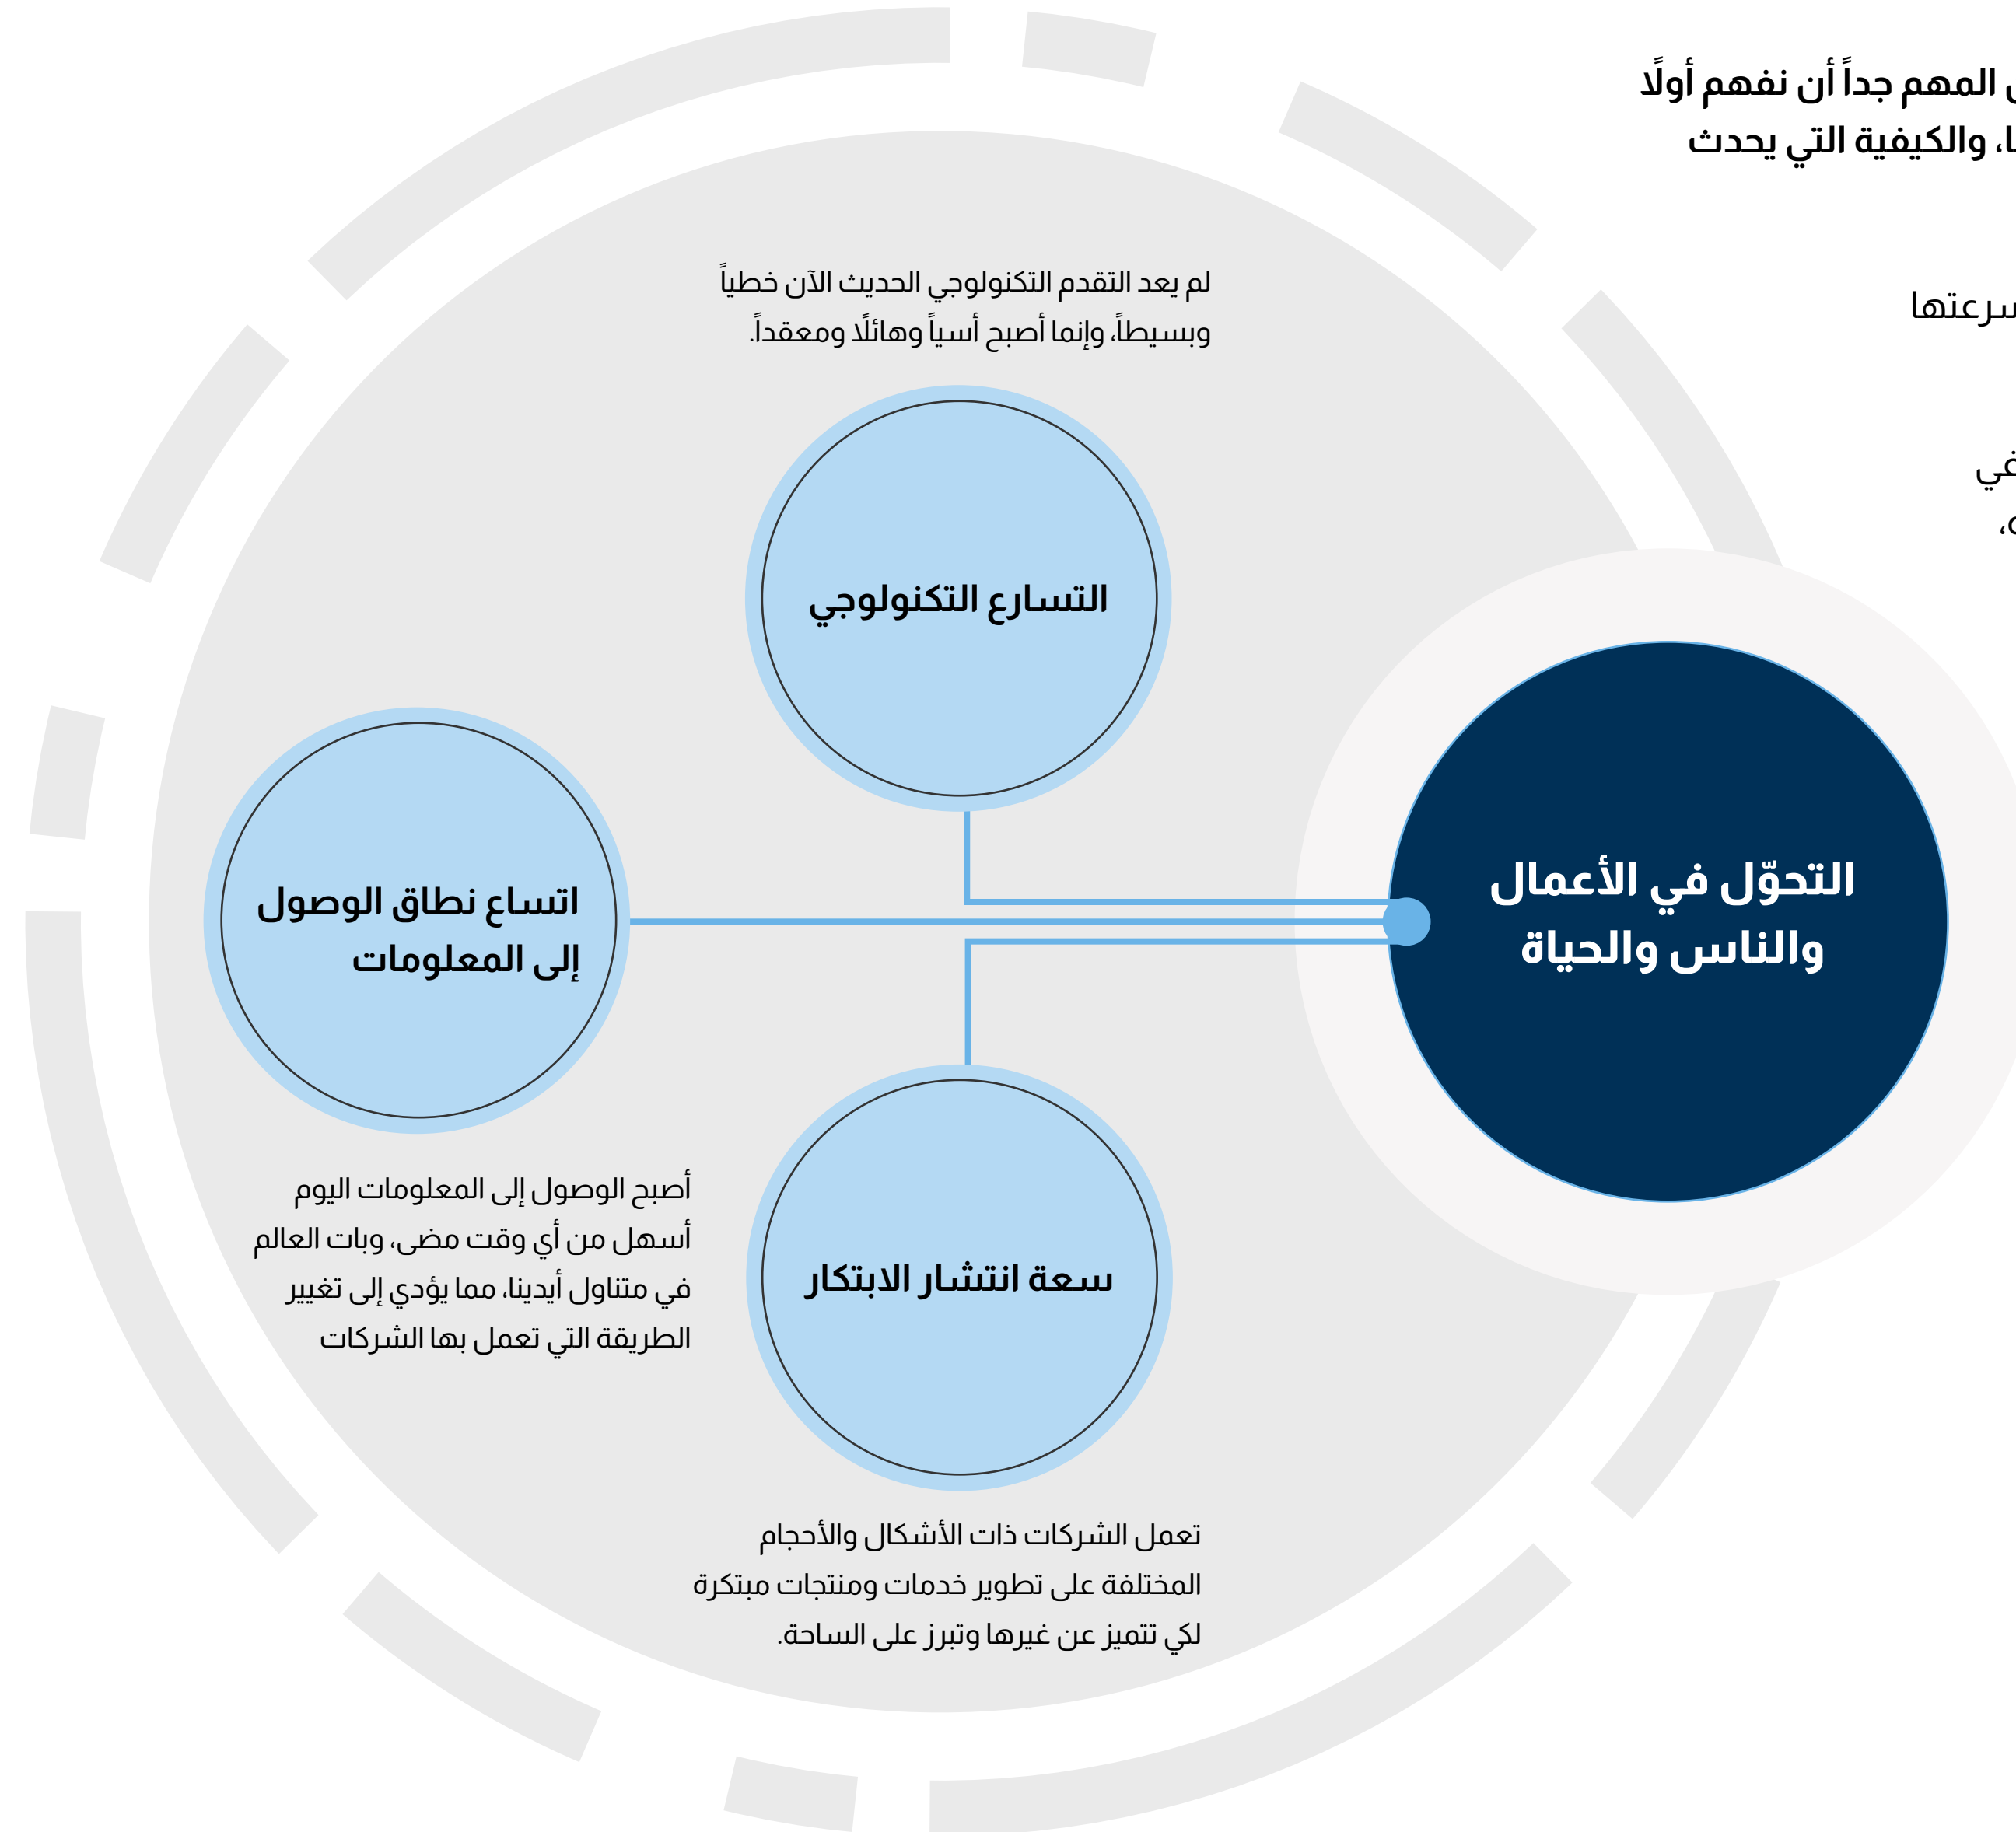 المهم جداً أن نفهم أولًا
والكيفية التي يحدث
سرعتها
لم يعد التقدم التكنولوجي الحديث الآن خطياً
وبسيطاً، وإنما أصبح أسياً وهائلًا ومعقداً.
التسارع التكنولوجي
التحوّل في الأعمال
والناس والحياة
اتساع نطاق الوصول
إلى المعلومات
أصبح الوصول إلى المعلومات اليوم
أسهل من أي وقت مضى، وبات العالم
في متناول أيدينا، مما يؤدي إلى تغيير
الطريقة التي تعمل بها الشركات
سعة انتشار الابتكار
تعمل الشركات ذات الأشكال والأحجام
المختلفة على تطوير خدمات ومنتجات مبتكرة
لكي تتميز عن غيرها وتبرز على الساحة.